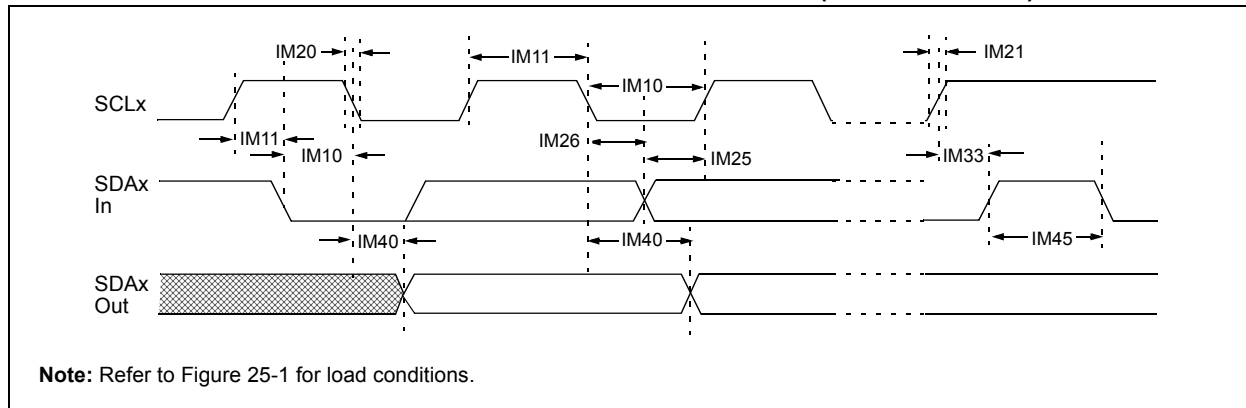 IM20
IM11
IM21
IM10
SCLx
IM11
IM10
IM26
IM25
IM33
SDAx
In
IM40
IM40
IM45
SDAx
Out
Note: Refer to Figure 25-1 for load conditions.